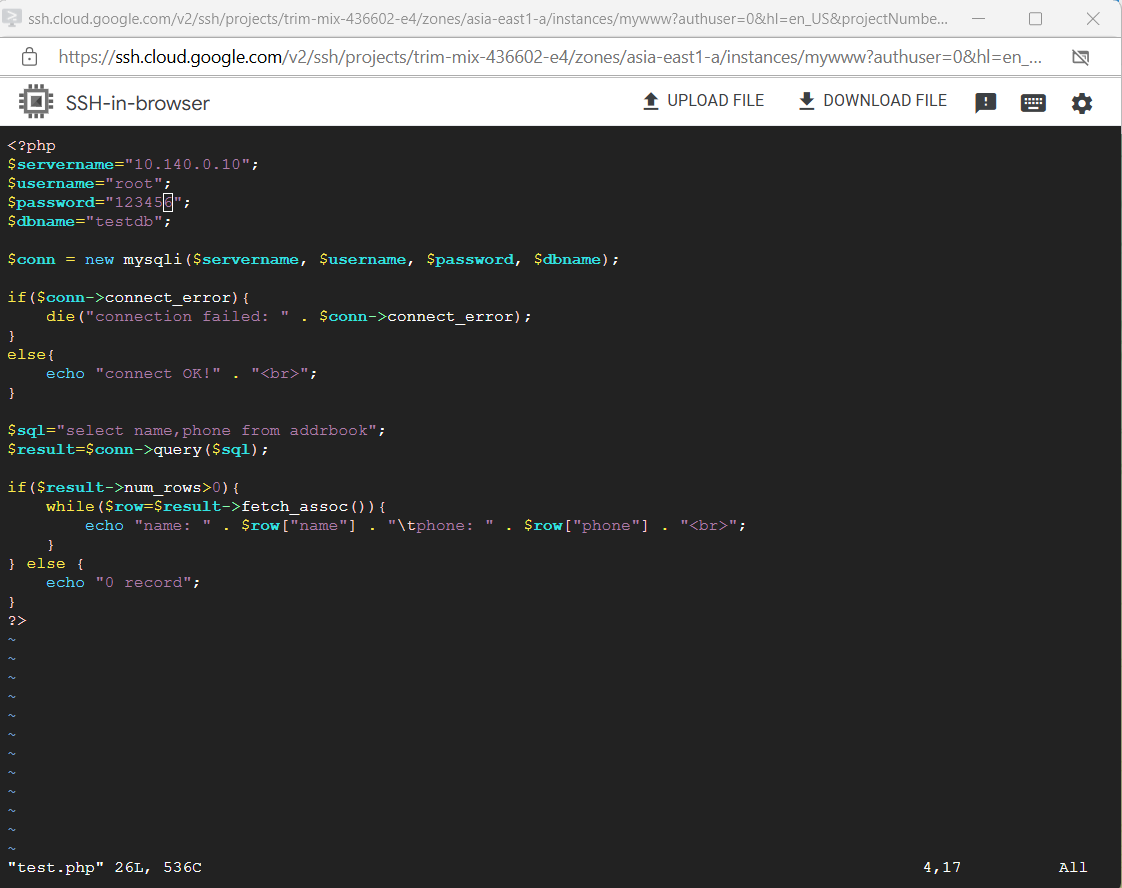 ssh.cloud.google.com/v2/ssh/projects/trim-mix-436602-e4/zones/asia-east1-a/instances/mywww?authuser=0&hl=en_US&projectNumbe...
https://ssh.cloud.google.com/v2/ssh/projects/trim-mix-436602-e4/zones/asia-east1-a/instances/mywww?authuser=0&hl=en_...
SSH-in-browser UPLOAD FILE DOWNLOAD FILE
<?php
$servername="10.140.0.10";
$username="root";
$password="123456";
$dbname="testdb";

$conn = new mysqli($servername, $username, $password, $dbname);

if($conn->connect_error){
    die("connection failed: " . $conn->connect_error);
}
else{
    echo "connect OK!" . "<br>";
}

$sql="select name,phone from addrbook";
$result=$conn->query($sql);

if($result->num_rows>0){
    while($row=$result->fetch_assoc()){
        echo "name: " . $row["name"] . "\tphone: " . $row["phone"] . "<br>";
    }
} else {
    echo "0 record";
}
?>
~
~
~
~
~
~
~
~
~
~
~
~
"test.php" 26L, 536C 4,17 All